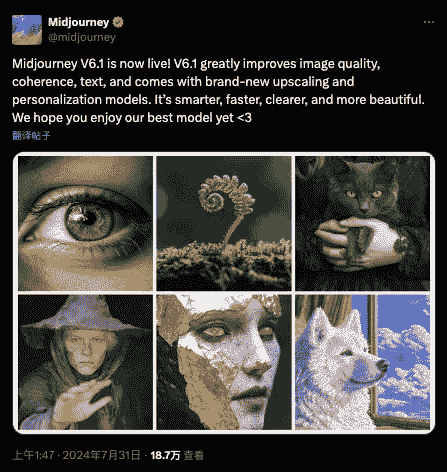 Midjourney
@midjourney
Midjourney V6.1 is now live! V6.1 greatly improves image quality,
coherence, text, and comes with brand-new upscaling and
personalization models. It's smarter, faster, clearer, and more beautiful.
We hope you enjoy our best model yet <3
翻译帖子
上午1:47 · 2024年7月31日 · 18.7万 查看